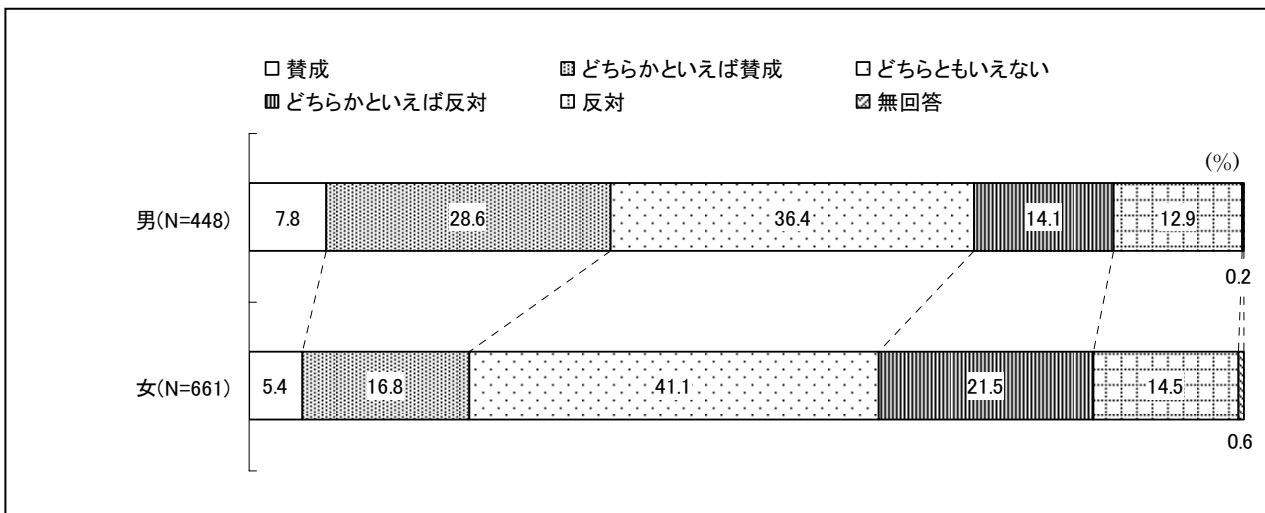 賛成 どちらかといえば賛成 どちらともいえない
どちらかといえば反対 反対 無回答
(%)
男(N=448) 7.8 28.6 36.4 14.1 12.9
0.2
女(N=661) 5.4 16.8 41.1 21.5 14.5
0.6